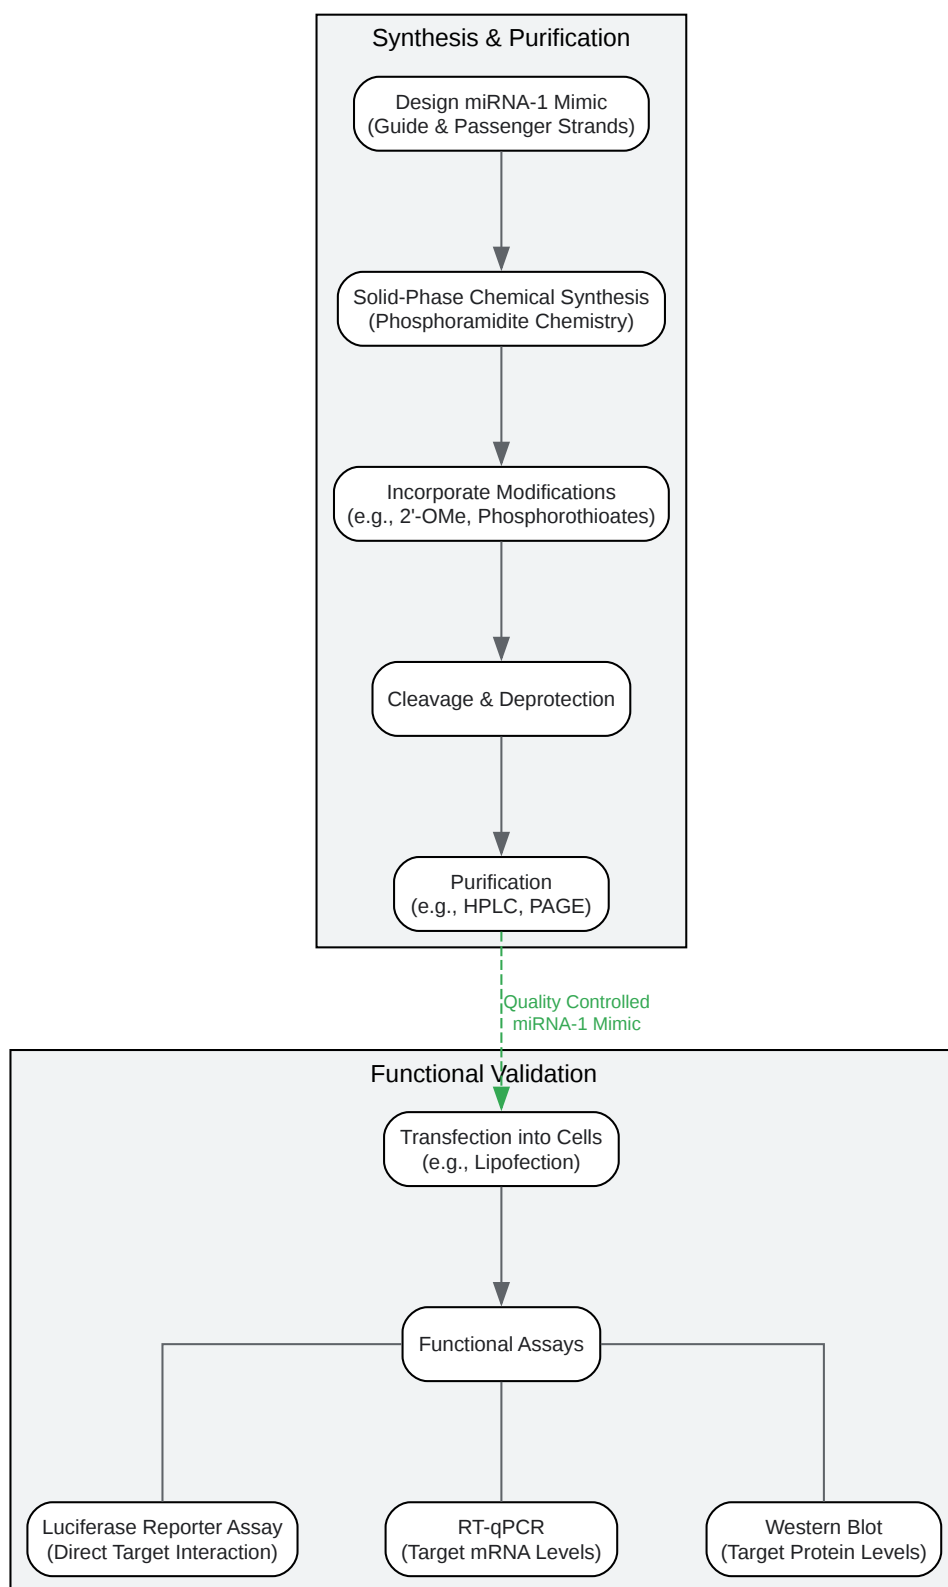 Synthesis & Purification
Design miRNA-1 Mimic
(Guide & Passenger Strands)
Solid-Phase Chemical Synthesis
(Phosphoramidite Chemistry)
Incorporate Modifications
(e.g., 2'-OMe, Phosphorothioates)
Cleavage & Deprotection
Purification
(e.g., HPLC, PAGE)
Quality Controlled
miRNA-1 Mimic
Functional Validation
Transfection into Cells
(e.g., Lipofection)
Functional Assays
Luciferase Reporter Assay
(Direct Target Interaction)
RT-qPCR
(Target mRNA Levels)
Western Blot
(Target Protein Levels)